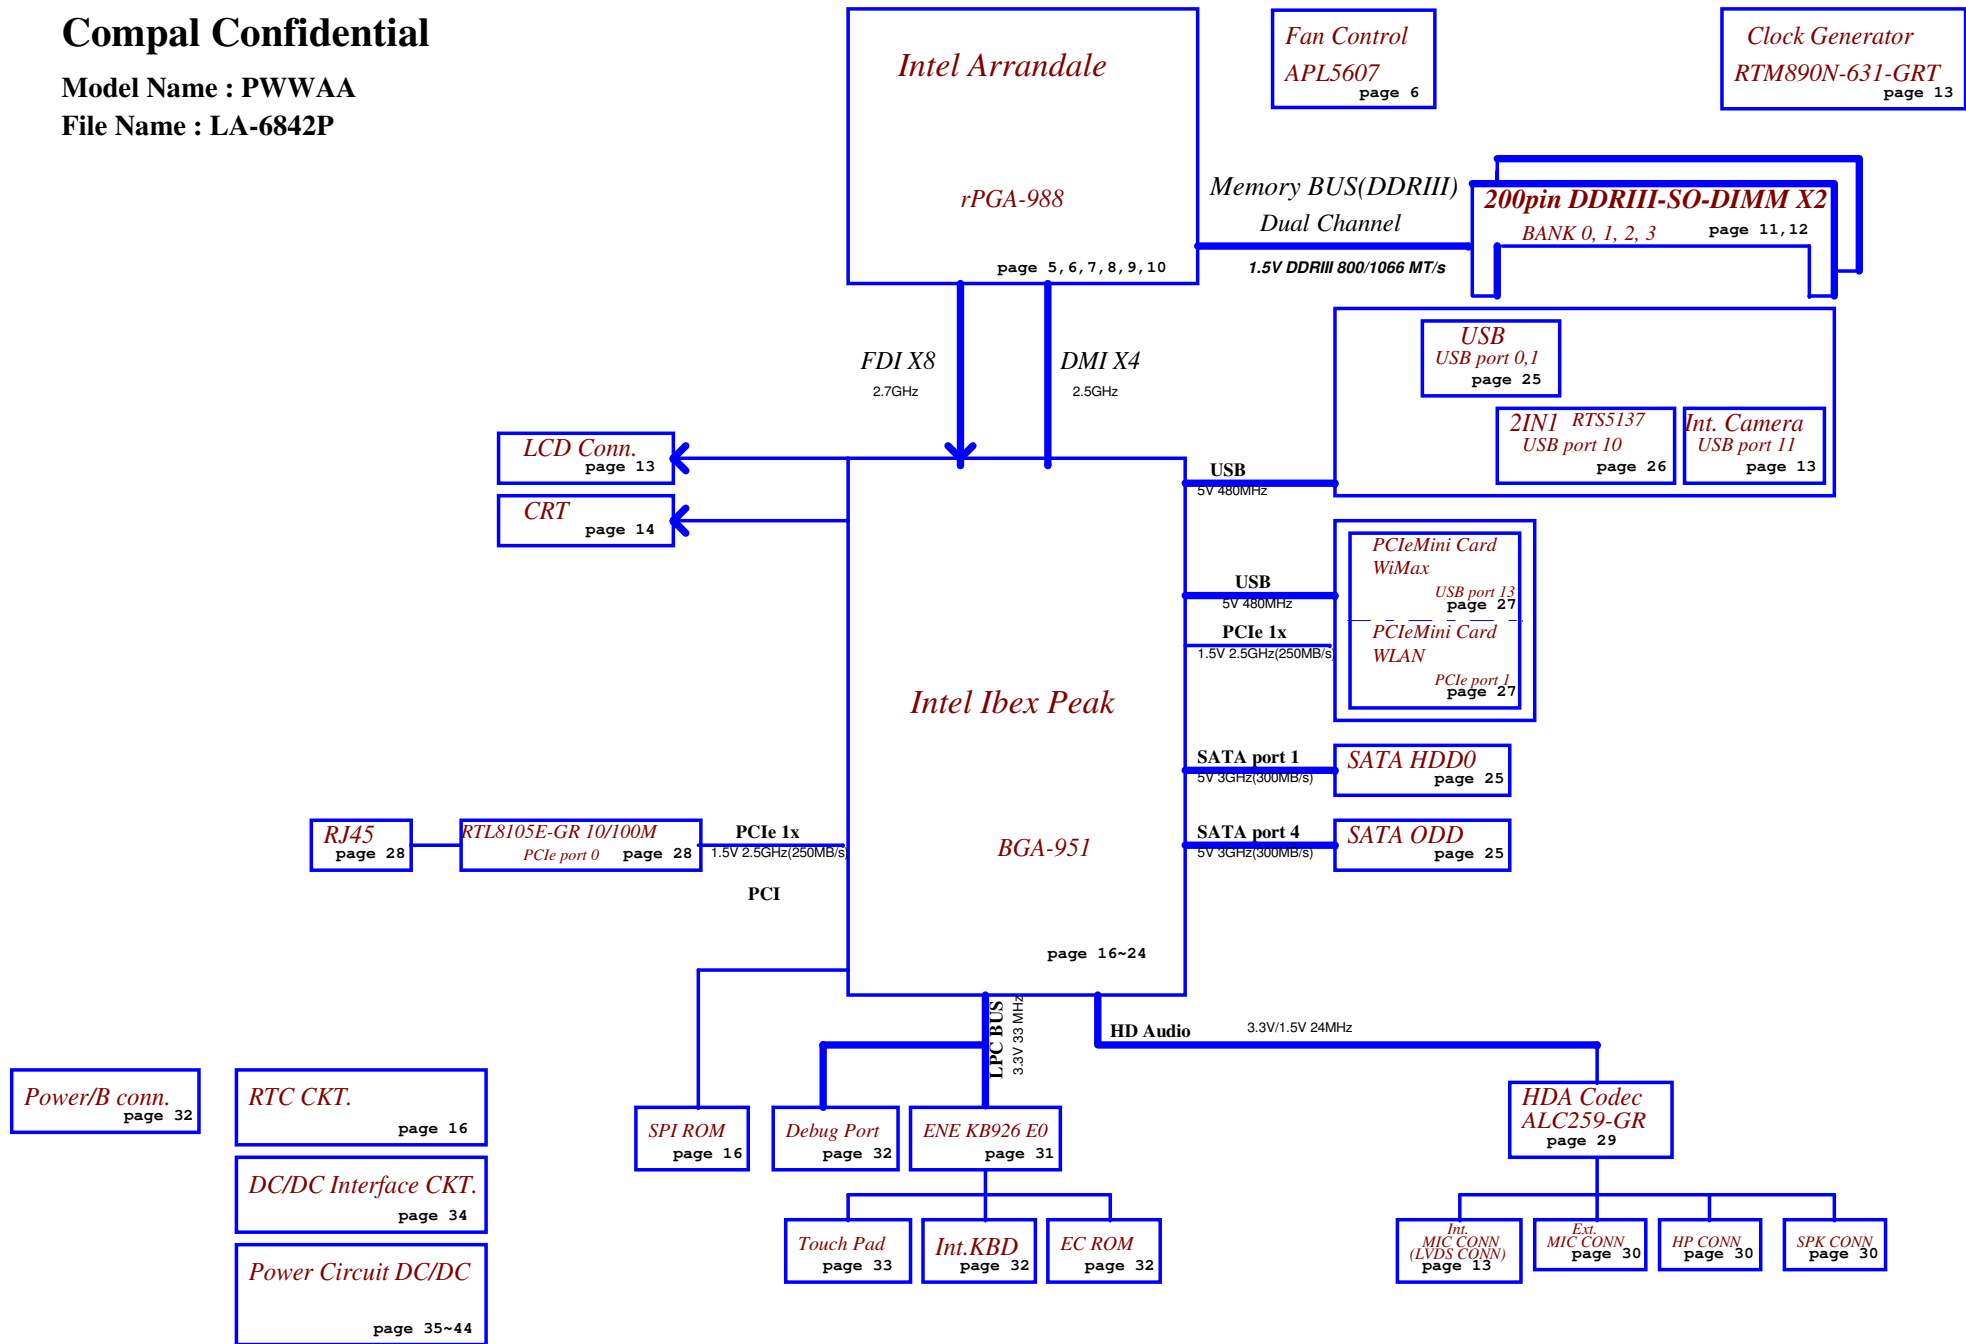 Compal Confidential
Model Name : PWWAA
File Name : LA-6842P
Intel Arrandale
rPGA-988
page 5,6,7,8,9,10
Fan Control
APL5607
page 6
Clock Generator
RTM890N-631-GRT
page 13
Memory BUS(DDRIII)
Dual Channel
1.5V DDRIII 800/1066 MT/s
200pin DDRIII-SO-DIMM X2
BANK 0, 1, 2, 3
page 11,12
FDI X8
2.7GHz
DMI X4
2.5GHz
USB
USB port 0,1
page 25
2IN1 RTS5137
USB port 10
page 26
Int. Camera
USB port 11
page 13
LCD Conn.
page 13
CRT
page 14
USB
5V 480MHz
USB
5V 480MHz
PCIe 1x
1.5V 2.5GHz(250MB/s)
PCIeMini Card
WiMax
USB port 13
page 27
PCIeMini Card
WLAN
PCIe port 1
page 27
Intel Ibex Peak
BGA-951
page 16~24
SATA port 1
5V 3GHz(300MB/s)
SATA HDD0
page 25
SATA port 4
5V 3GHz(300MB/s)
SATA ODD
page 25
RJ45
page 28
RTL8105E-GR 10/100M
PCIe port 0 page 28
PCIe 1x
1.5V 2.5GHz(250MB/s)
PCI
LPC BUS
3.3V 33 MHz
HD Audio
3.3V/1.5V 24MHz
Power/B conn.
page 32
RTC CKT.
page 16
DC/DC Interface CKT.
page 34
Power Circuit DC/DC
page 35~44
SPI ROM
page 16
Debug Port
page 32
ENE KB926 E0
page 31
HDA Codec
ALC259-GR
page 29
Touch Pad
page 33
Int.KBD
page 32
EC ROM
page 32
Int.
MIC CONN
(LVDS CONN)
page 13
Ext.
MIC CONN
page 30
HP CONN
page 30
SPK CONN
page 30